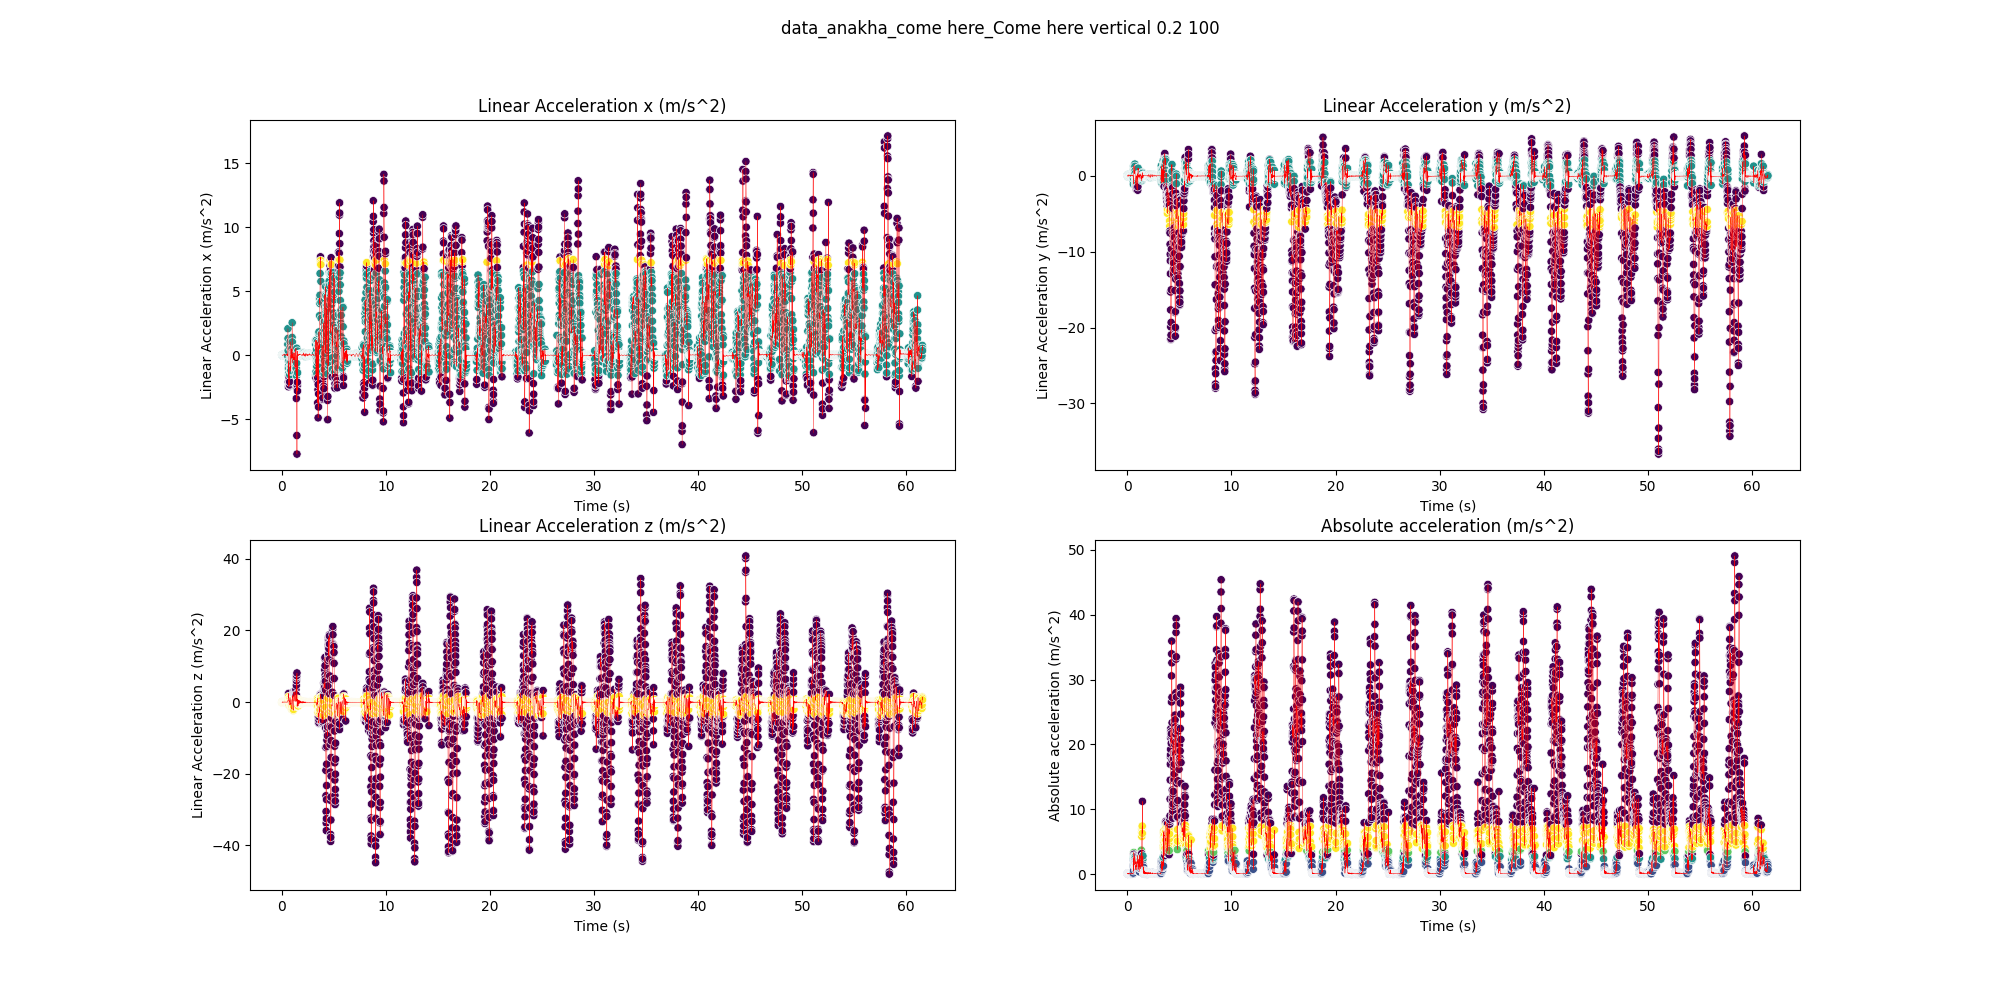 data_anakha_come here_Come here vertical 0.2 100
Linear Acceleration x (m/s^2)
Linear Acceleration x (m/s^2)
15
10
5
0
−5
0 10 20 30 40 50 60
Time (s)
Linear Acceleration y (m/s^2)
Linear Acceleration y (m/s^2)
0
−10
−20
−30
0 10 20 30 40 50 60
Time (s)
Linear Acceleration z (m/s^2)
Linear Acceleration z (m/s^2)
40
20
0
−20
−40
0 10 20 30 40 50 60
Time (s)
Absolute acceleration (m/s^2)
Absolute acceleration (m/s^2)
50
40
30
20
10
0
0 10 20 30 40 50 60
Time (s)